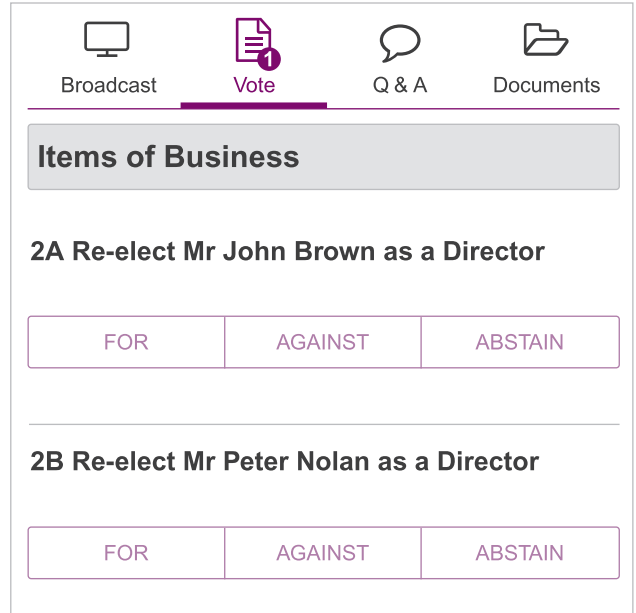 1
Broadcast Vote Q & A Documents
Items of Business
2A Re-elect Mr John Brown as a Director
FOR AGAINST ABSTAIN
2B Re-elect Mr Peter Nolan as a Director
FOR AGAINST ABSTAIN